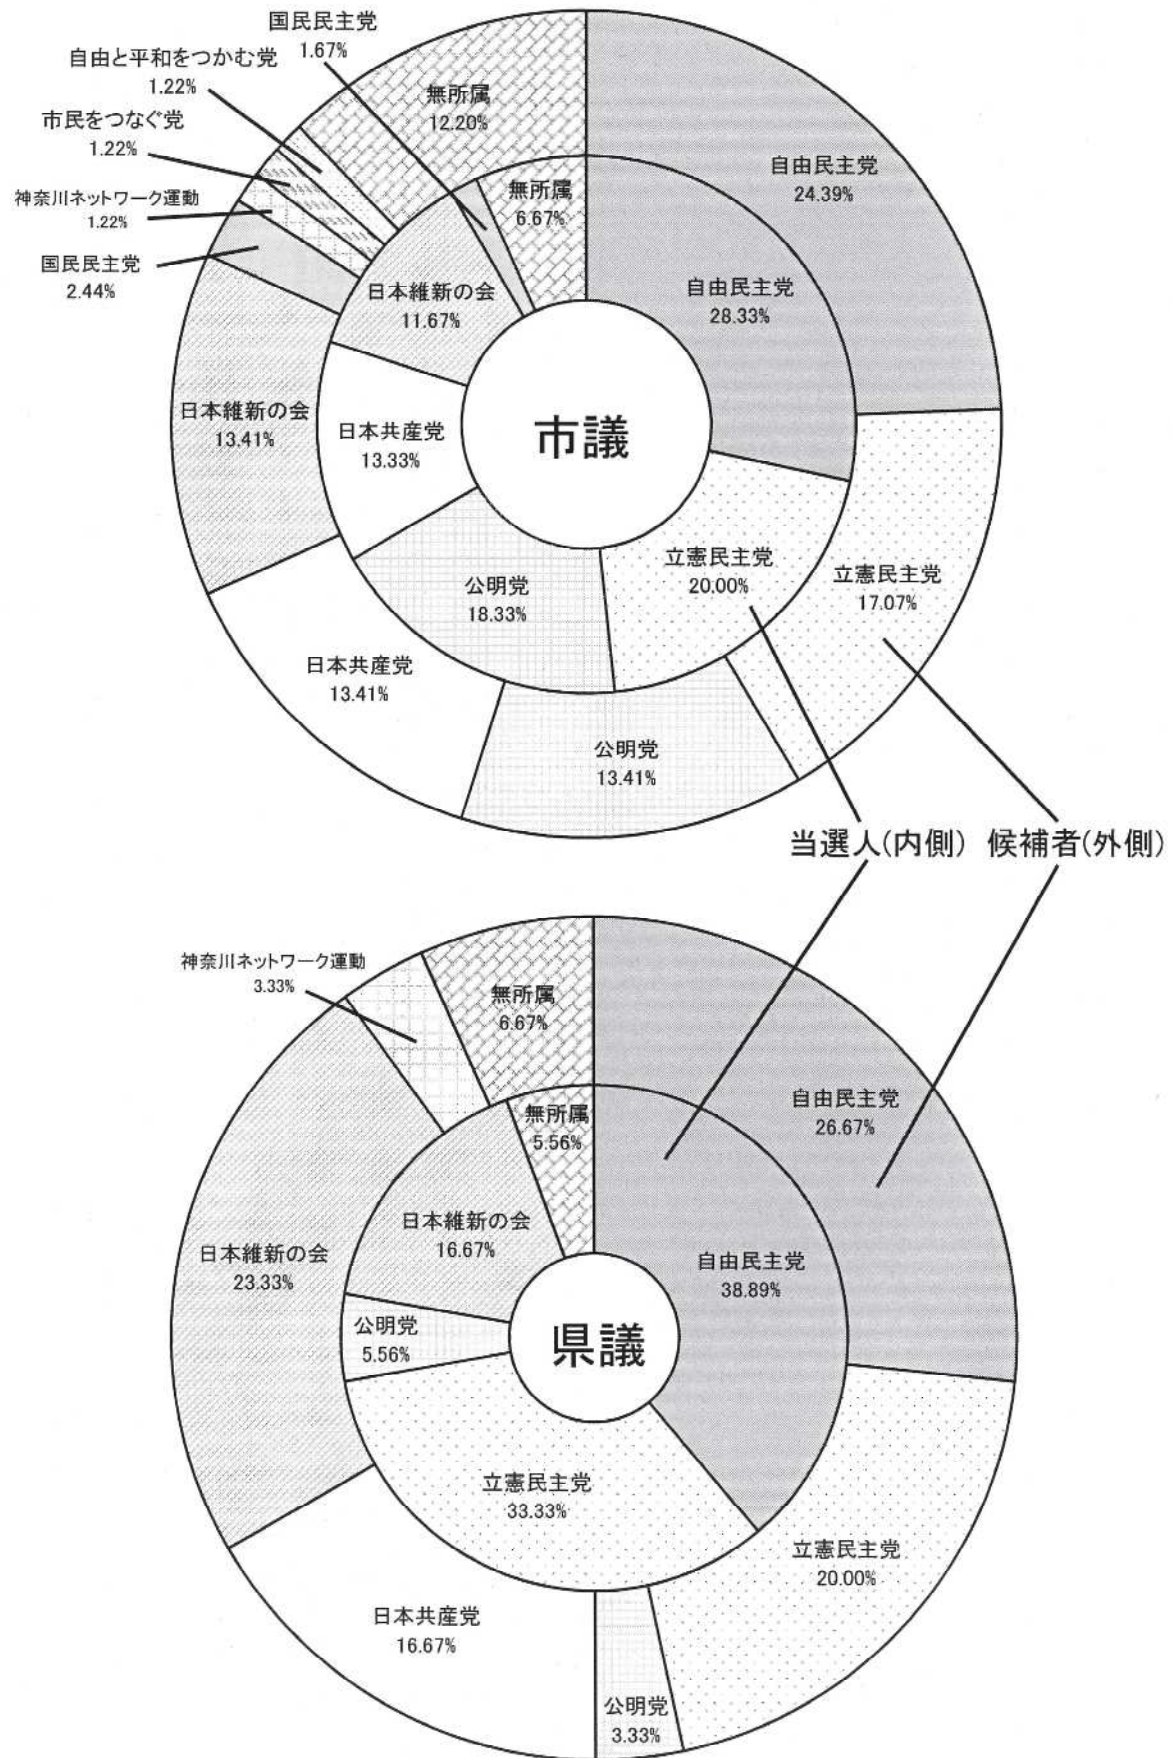 国民民主党
1.67%
自由と平和をつかむ党
1.22%
市民をつなぐ党
1.22%
神奈川ネットワーク運動
1.22%
国民民主党
2.44%
無所属
12.20%
自由民主党
24.39%
無所属
6.67%
自由民主党
28.33%
日本維新の会
11.67%
日本維新の会
13.41%
日本共産党
13.33%
市議
立憲民主党
20.00%
立憲民主党
17.07%
公明党
18.33%
日本共産党
13.41%
公明党
13.41%
当選人(内側) 候補者(外側)
神奈川ネットワーク運動
3.33%
無所属
6.67%
自由民主党
26.67%
無所属
5.56%
日本維新の会
16.67%
日本維新の会
23.33%
自由民主党
38.89%
公明党
5.56%
県議
立憲民主党
33.33%
立憲民主党
20.00%
日本共産党
16.67%
公明党
3.33%